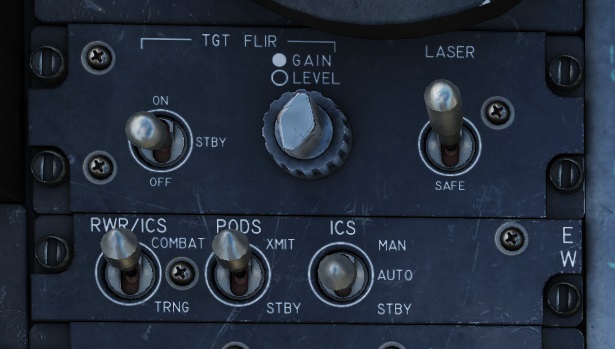 TGT FLIR
GAIN
LEVEL
LASER
ON
STBY
OFF
SAFE
RWR/ICS
PODS
ICS
COMBAT
XMIT
MAN
AUTO
TRNG
STBY
STBY
E
W